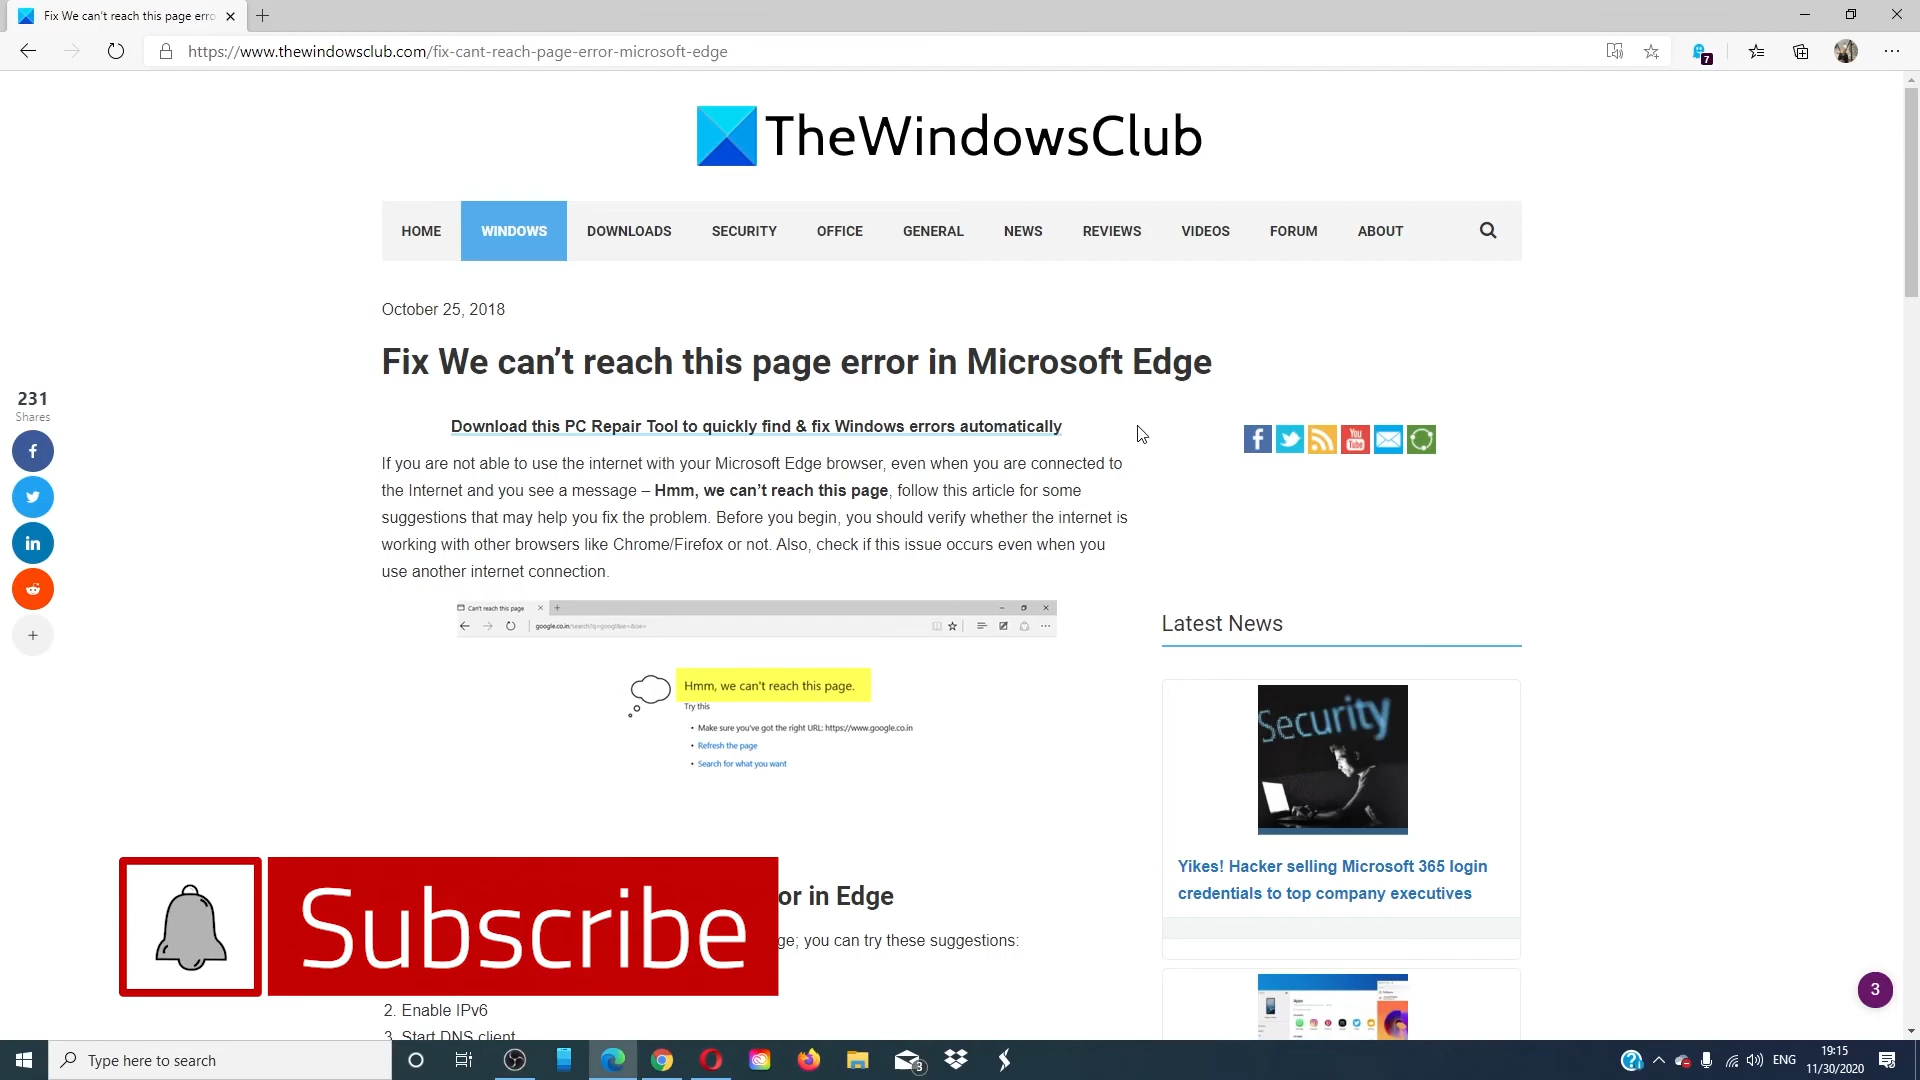 Fix We can't reach this page erro
7
https://www.thewindowsclub.com/fix-cant-reach-page-error-microsoft-edge
TheWindowsClub
HOME WINDOWS DOWNLOADS SECURITY OFFICE GENERAL NEWS REVIEWS VIDEOS FORUM ABOUT
October 25, 2018
Fix We can’t reach this page error in Microsoft Edge
231
Shares
Download this PC Repair Tool to quickly find & fix Windows errors automatically
If you are not able to use the internet with your Microsoft Edge browser, even when you are connected to
the Internet and you see a message – Hmm, we can’t reach this page, follow this article for some
suggestions that may help you fix the problem. Before you begin, you should verify whether the internet is
working with other browsers like Chrome/Firefox or not. Also, check if this issue occurs even when you
use another internet connection.
You Tube
Can't reach this page
Hmm, we can't reach this page.
Try this
• Make sure you've got the right URL: https://www.google.co.in
• Refresh the page
• Search for what you want
Latest News
Security
Yikes! Hacker selling Microsoft 365 login
credentials to top company executives
Subscribe
or in Edge
ge; you can try these suggestions:
2. Enable IPv6
3. Start DNS client
3
Type here to search
3
ENG
19:15
11/30/2020